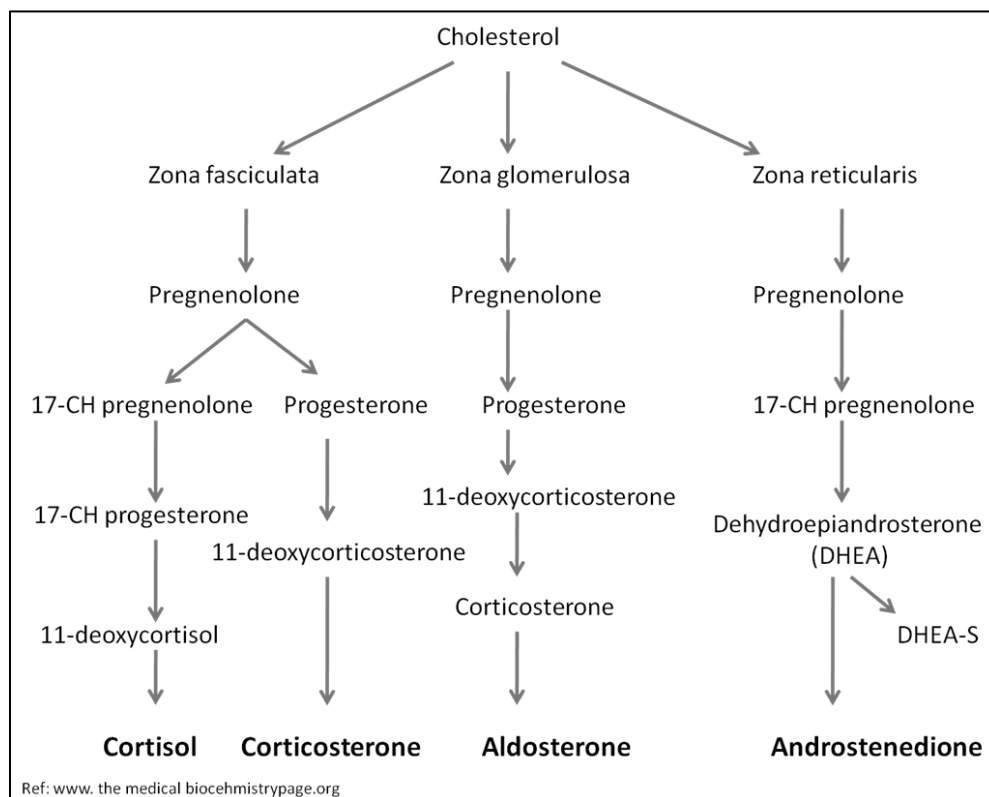 Cholesterol
Zona fasciculata
Zona glomerulosa
Zona reticularis
Pregnenolone
Pregnenolone
Pregnenolone
17-CH pregnenolone
Progesterone
Progesterone
17-CH pregnenolone
17-CH progesterone
11-deoxycorticosterone
11-deoxycorticosterone
Dehydroepiandrosterone
(DHEA)
11-deoxycortisol
Corticosterone
DHEA-S
Cortisol
Corticosterone
Aldosterone
Androstenedione
Ref: www. the medical biocehmistrypage.org